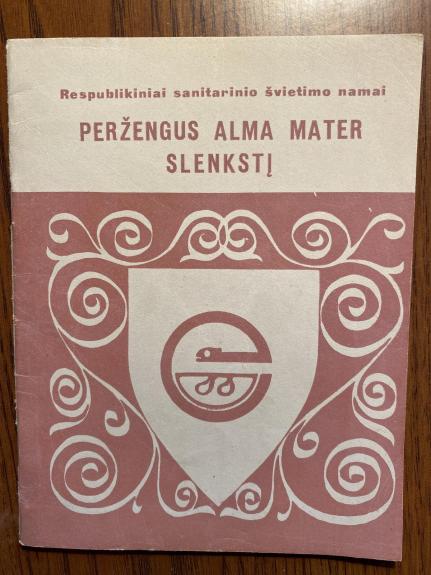 Respublikiniai sanitarinio švietimo namai
PERŽENGUS ALMA MATER
SLENKSTĮ